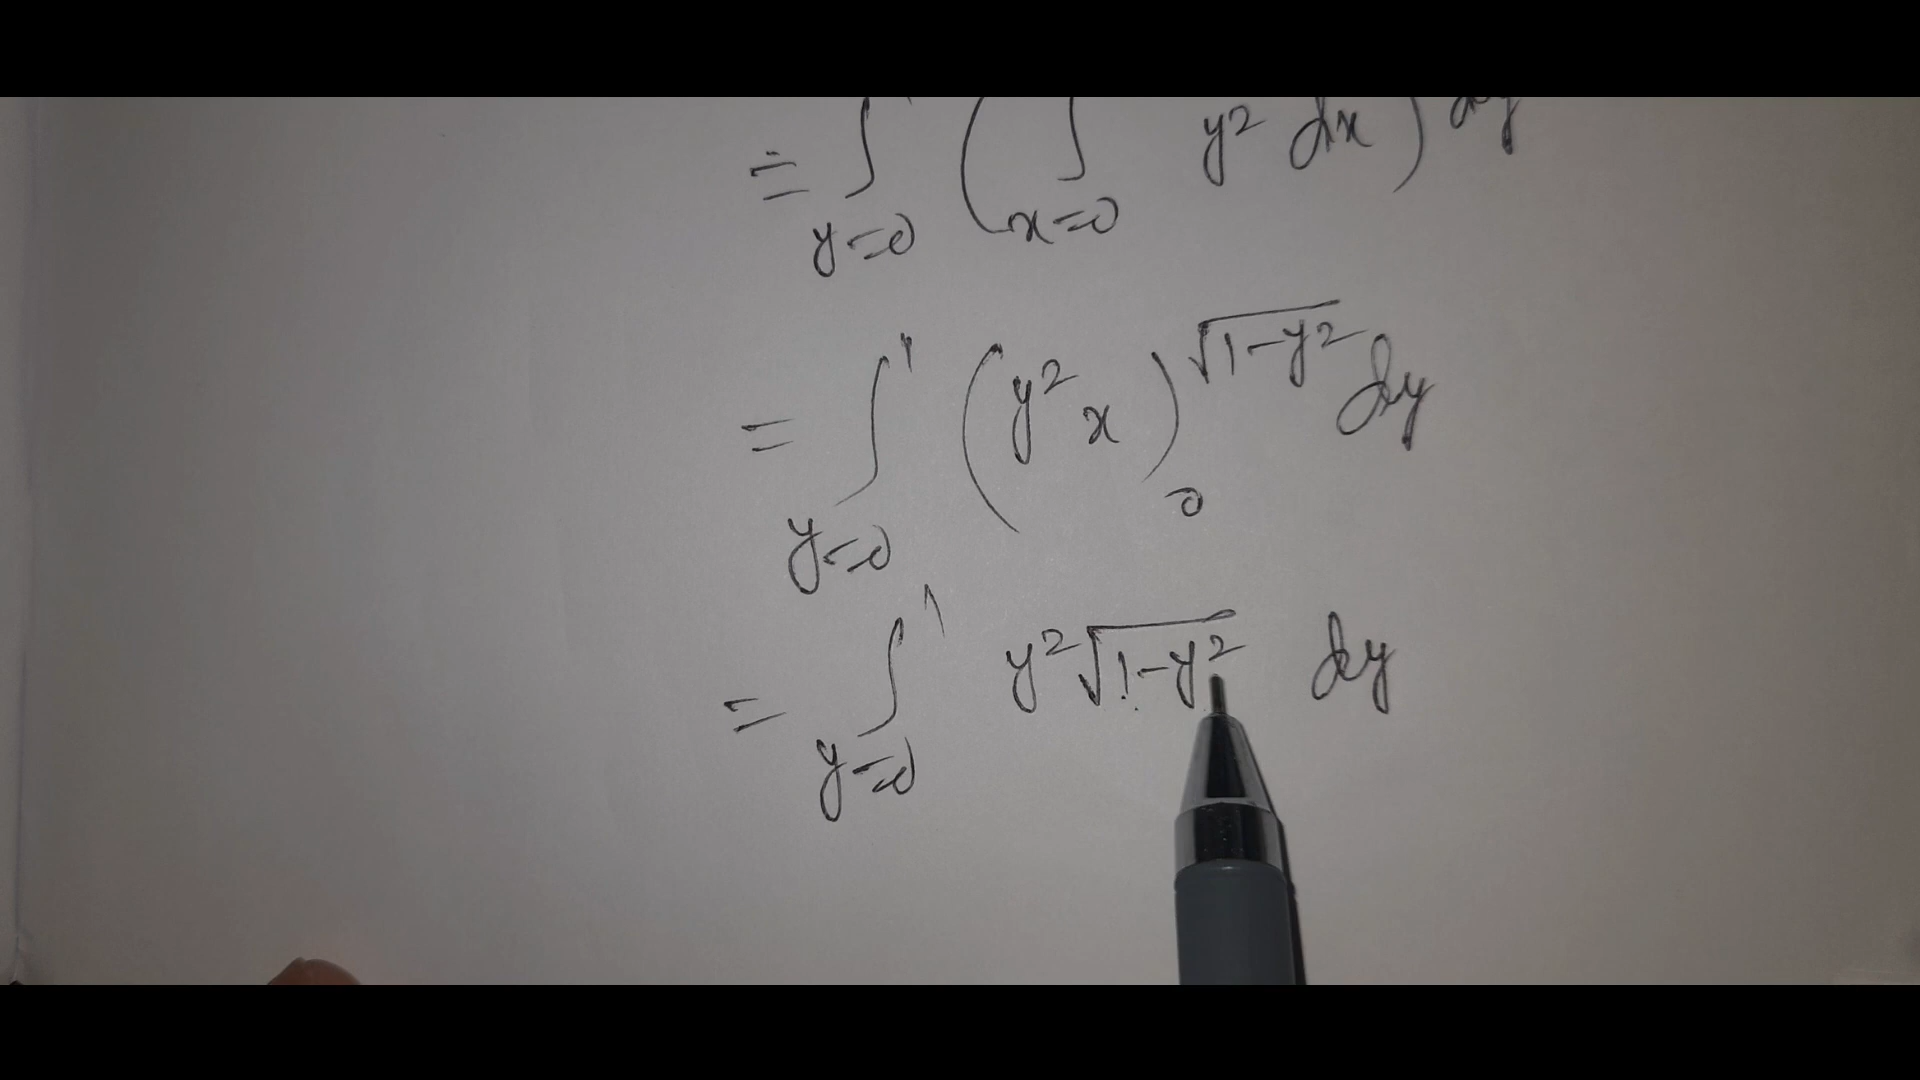 = ∫ y=0 ( ∫ x=0 y² dx ) dy
= ∫ y=0 1 ( y² x ) 0 √1-y² dy
= ∫ y=0 1 y² √1-y² dy